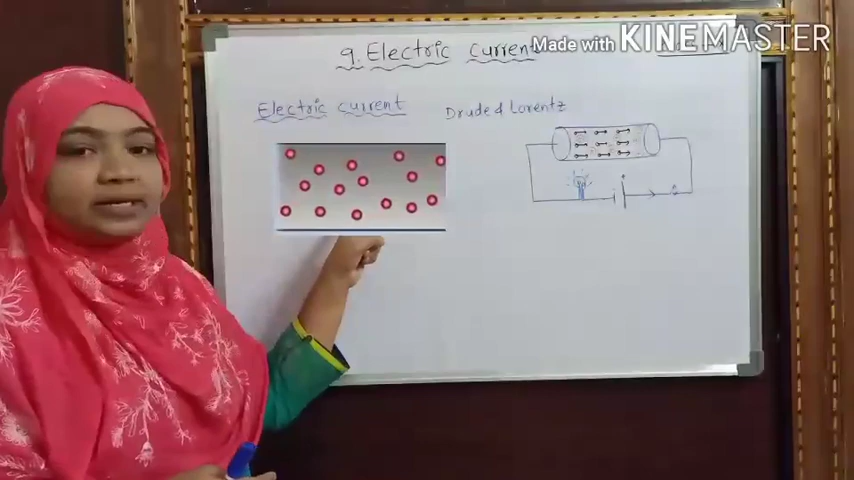 9. Electric current
Made with KINEMASTER
Electric current
Drude & Lorentz